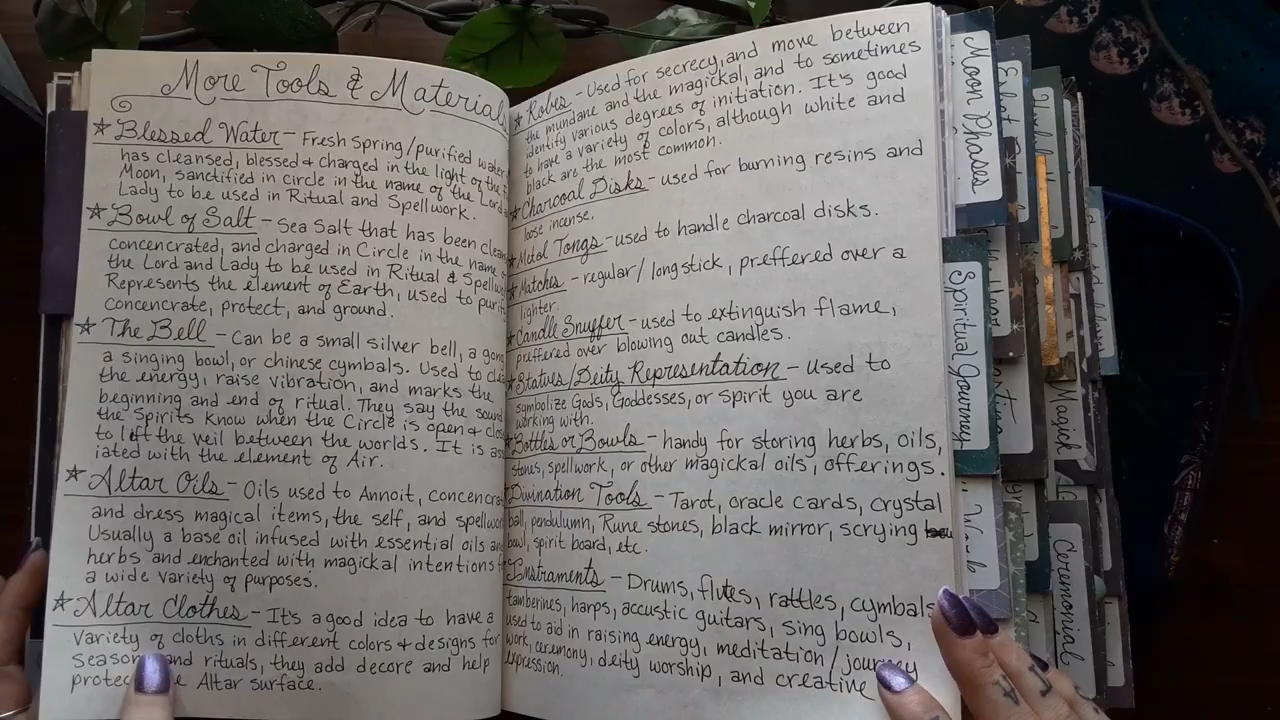 More Tools & Materials
Blessed Water - Fresh Spring/purified water
has cleansed, blessed & charged in the light of the
Moon, sanctified in circle in the name of the Lord
Lady to be used in Ritual and Spellwork.
Bowl of Salt - Sea Salt that has been
concencrated, and charged in Circle in the name
the Lord and Lady to be used in Ritual &
Represents the element of Earth, used to
concencrate, protect, and ground.
The Bell - Can be a small silver bell, a gong
a singing bowl, or chinese cymbals. Used to
the energy, raise vibration, and marks the
beginning and end of ritual. They say the sound
the Spirits Know when the Circle is open &
to lift the veil between the worlds. It is
iated with the element of Air.
Altar Oils - Oils used to Annoit,
and dress magical items, the self, and
Usually a base oil infused with essential oils
herbs and enchanted with magickal intentions
a wide variety of purposes.
Altar Clothes - It's a good idea to have a
variety of cloths in different colors & designs for
season and rituals, they add decore and help
Altar surface.
Robes - Used for secrecy, and move between
the mundane and the magickal, and to sometimes
identify various degrees of initiation. It's good
to have a variety of colors, although white and
black are the most common.
Charcoal Disks - used for burning resins and
loose incense.
Metal Tongs - used to handle charcoal disks.
Matches - regular/long stick, preffered over a
lighter.
Candle Snuffer - used to extinguish flame,
preffered over blowing out candles.
Statues/Deity Representation - used to
symbolize Gods, Goddesses, or Spirit you are
working with.
Bottles or Bowls - handy for storing herbs, oils,
stones, spellwork, or other magickal oils, offerings.
Divination Tools - Tarot, oracle cards, crystal
ball, pendulumn, Rune stones, black mirror, scrying
bowl, spirit board, etc.
Instraments - Drums, flutes, rattles, cymbals
tamberines, harps, accustic guitars, sing bowls,
used to aid in raising energy, meditation/journey
work, ceremony, deity worship, and creative
expression.
Moon Phases
Spiritual Journey
Magick
Ceremonial